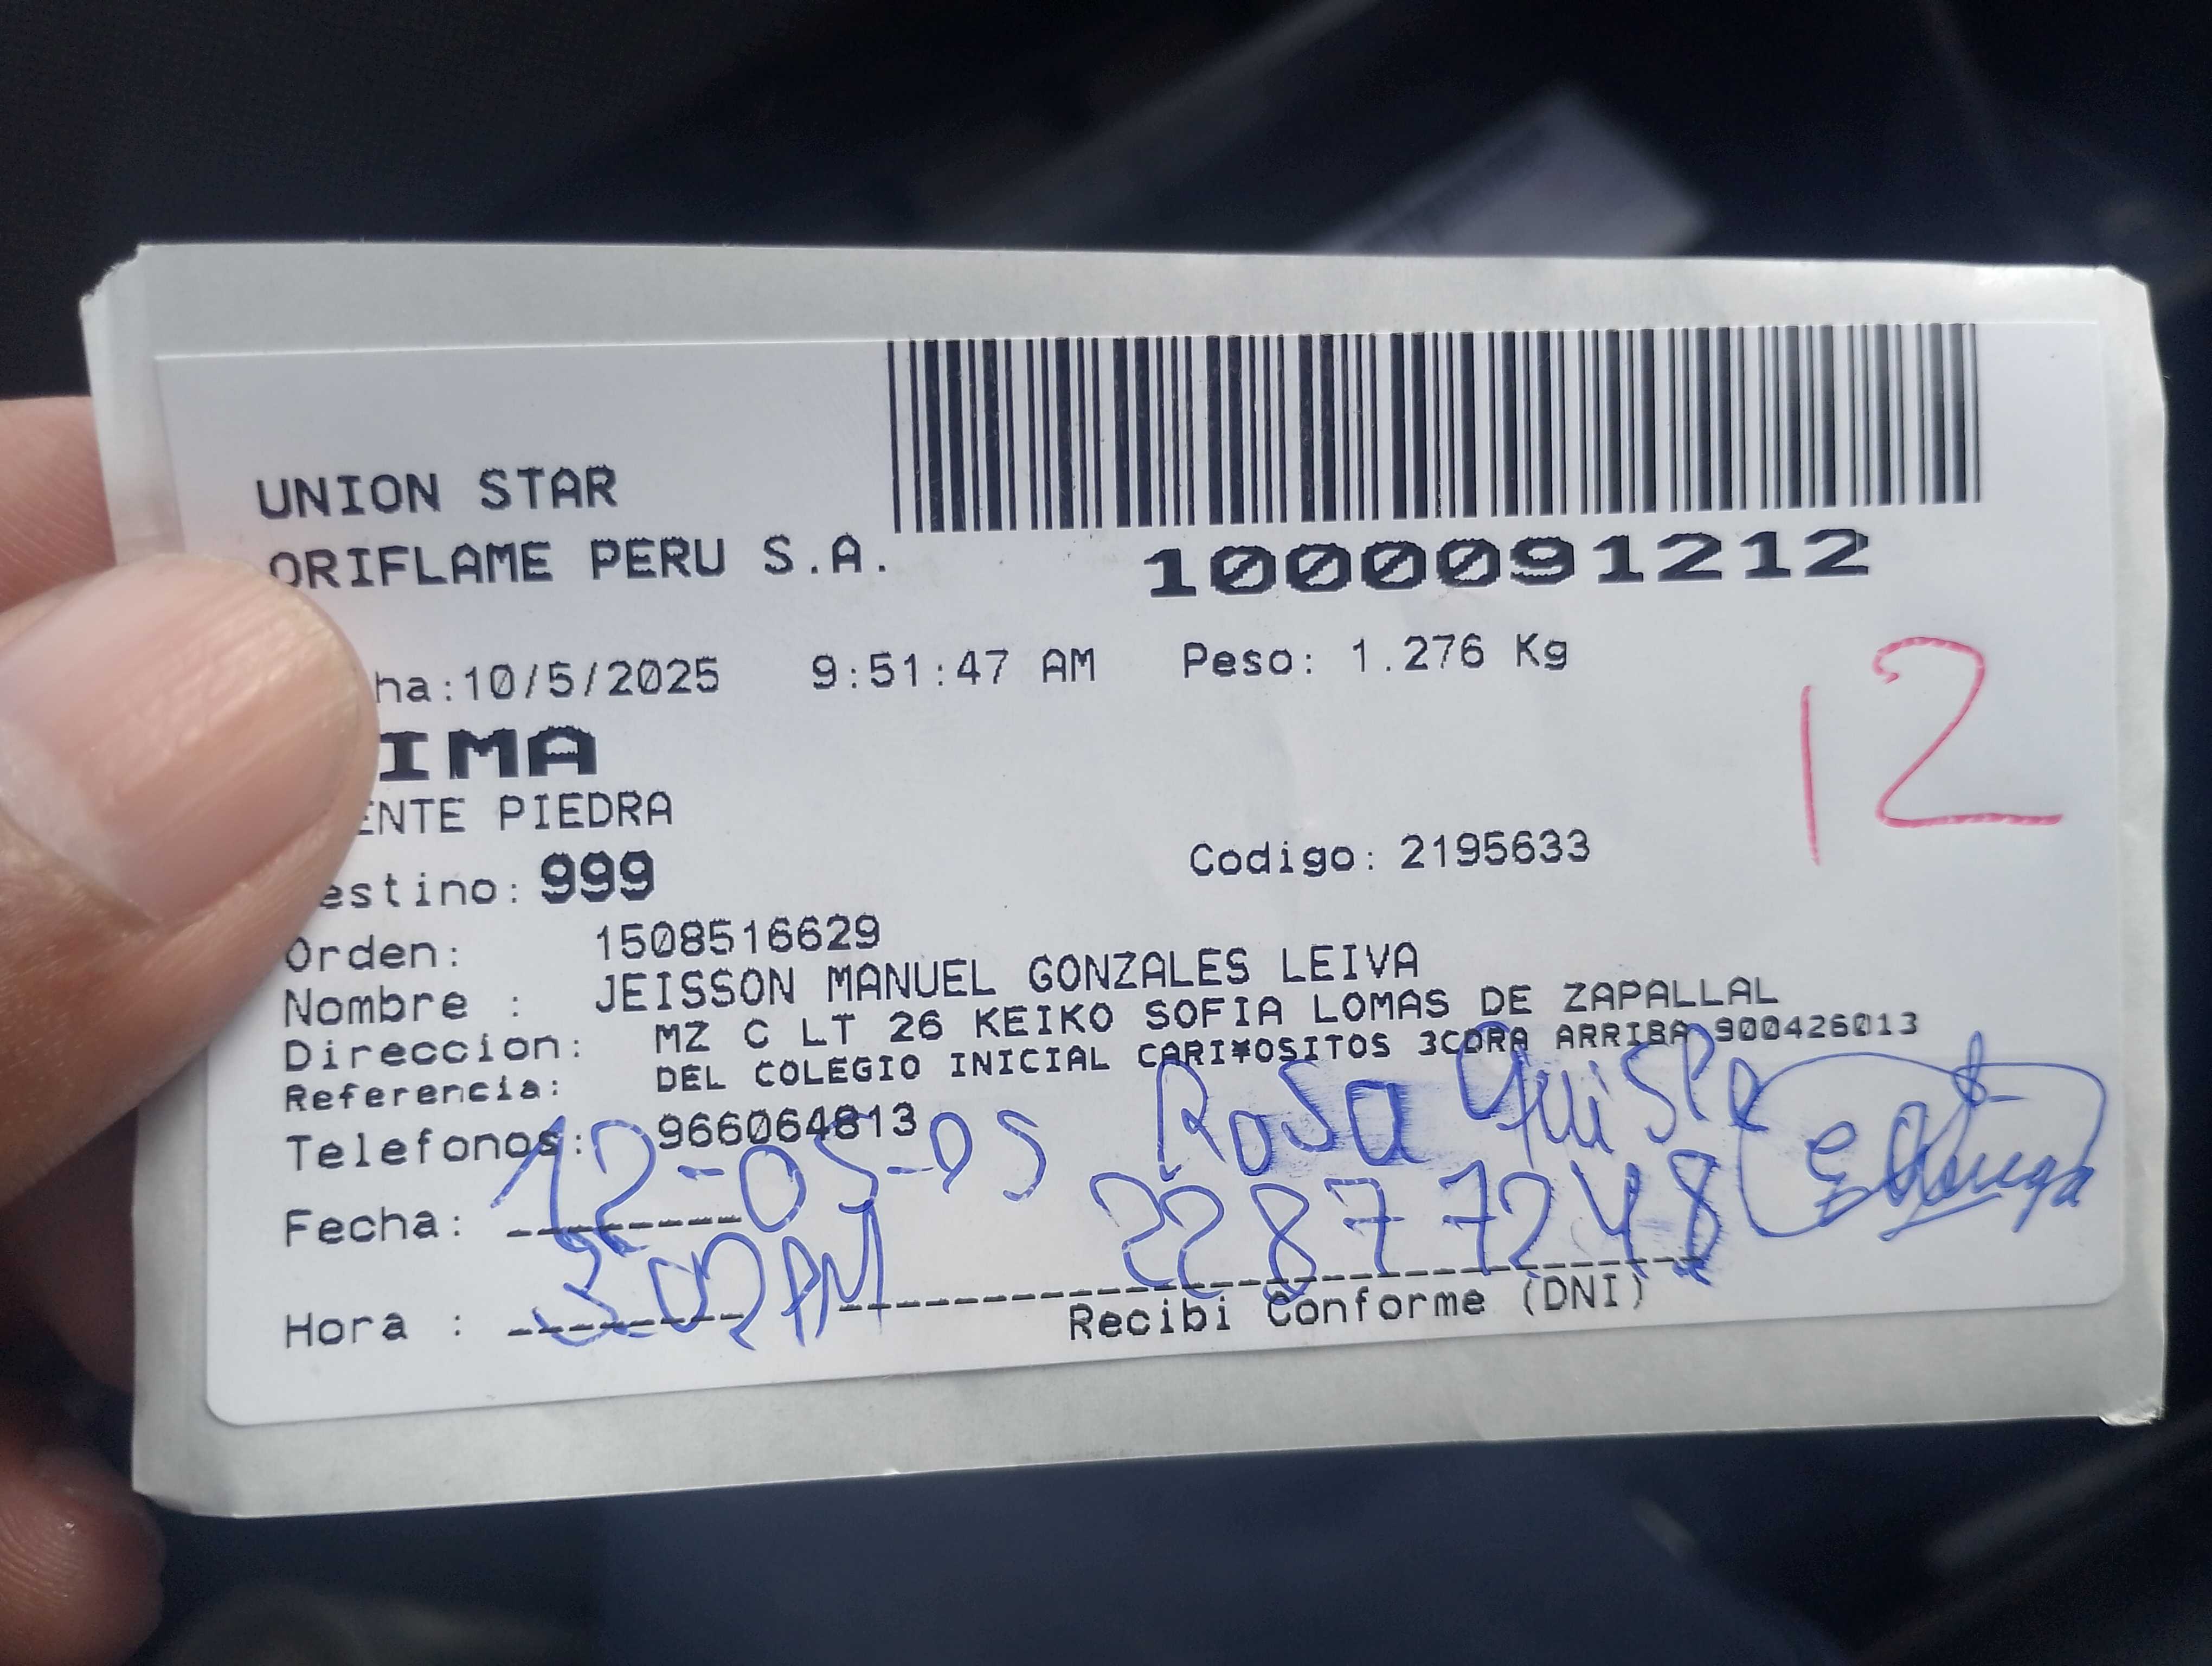 UNION STAR
ORIFLAME PERU S.A.
1000091212
ha:10/5/2025 9:51:47 AM Peso: 1.276 Kg
12
IMA
ENTE PIEDRA
estino: 999 Codigo: 2195633
Orden: 1508516629
Nombre : JEISSON MANUEL GONZALES LEIVA
Direccion: MZ C LT 26 KEIKO SOFIA LOMAS DE ZAPALLAL
Referencia: DEL COLEGIO INICIAL CARI¥OSITOS 3CDRA ARRIBA 900426013
Telefonos: 966064813
Rosa Quispe
Fecha: 12-05-05
22877248
Hora : 3:02PM
Recibi Conforme (DNI)